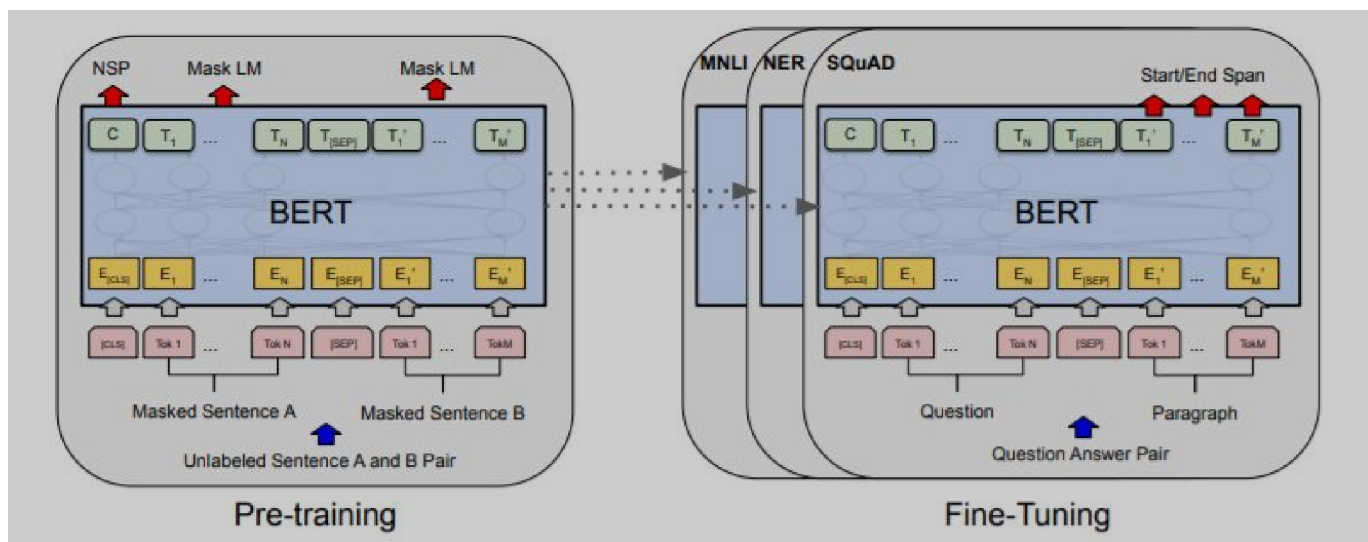 NSP Mask LM Mask LM
C T1 ... TN T[SEP] T1' ... TM'
BERT
E[CLS] E1 ... EN E[SEP] E1' ... EM'
[CLS] Tok 1 ... Tok N [SEP] Tok 1 ... TokM
Masked Sentence A Masked Sentence B
Unlabeled Sentence A and B Pair
Pre-training
MNLI NER SQuAD
Start/End Span
C T1 ... TN T[SEP] T1' ... TM'
BERT
E[CLS] E1 ... EN E[SEP] E1' ... EM'
[CLS] Tok 1 ... Tok N [SEP] Tok 1 ... TokM
Question Paragraph
Question Answer Pair
Fine-Tuning